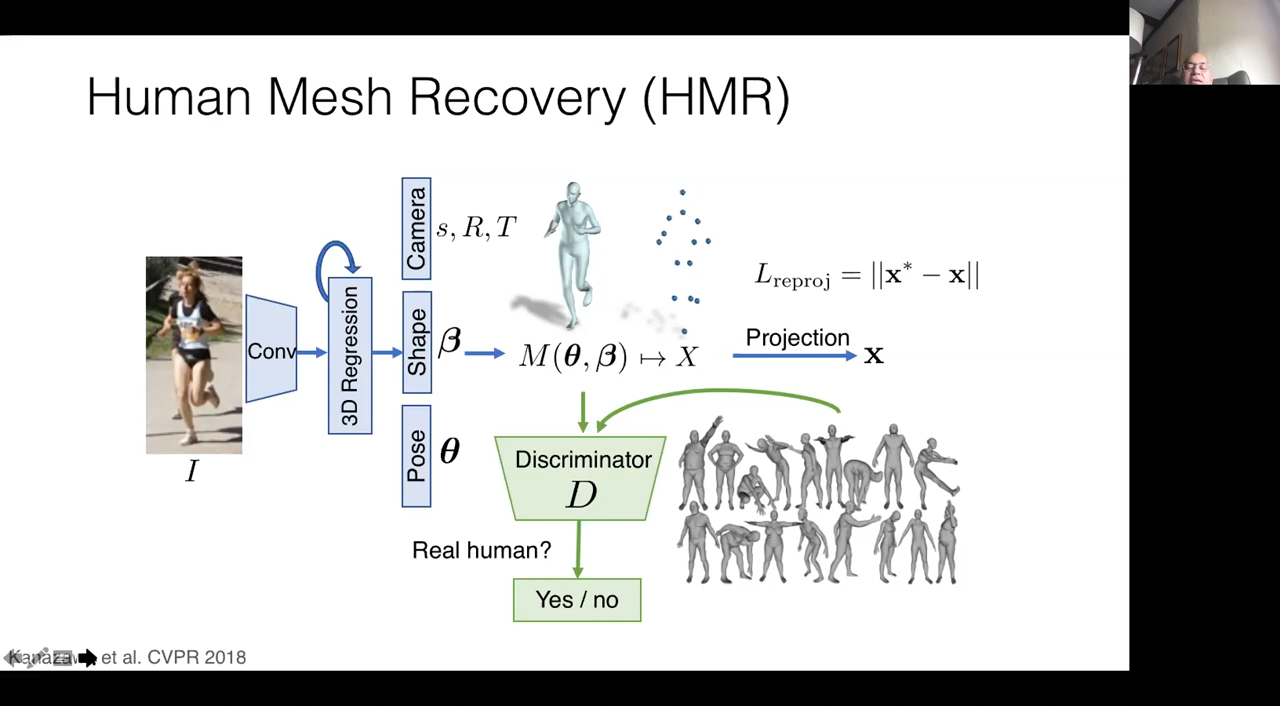 Human Mesh Recovery (HMR)
Camera
s, R, T
L_reproj = ||x* − x||
Conv
3D Regression
Shape
β
M(θ, β) ↦ X
Projection
x
I
Pose
θ
Discriminator
D
Real human?
Yes / no
Kanazawa et al. CVPR 2018